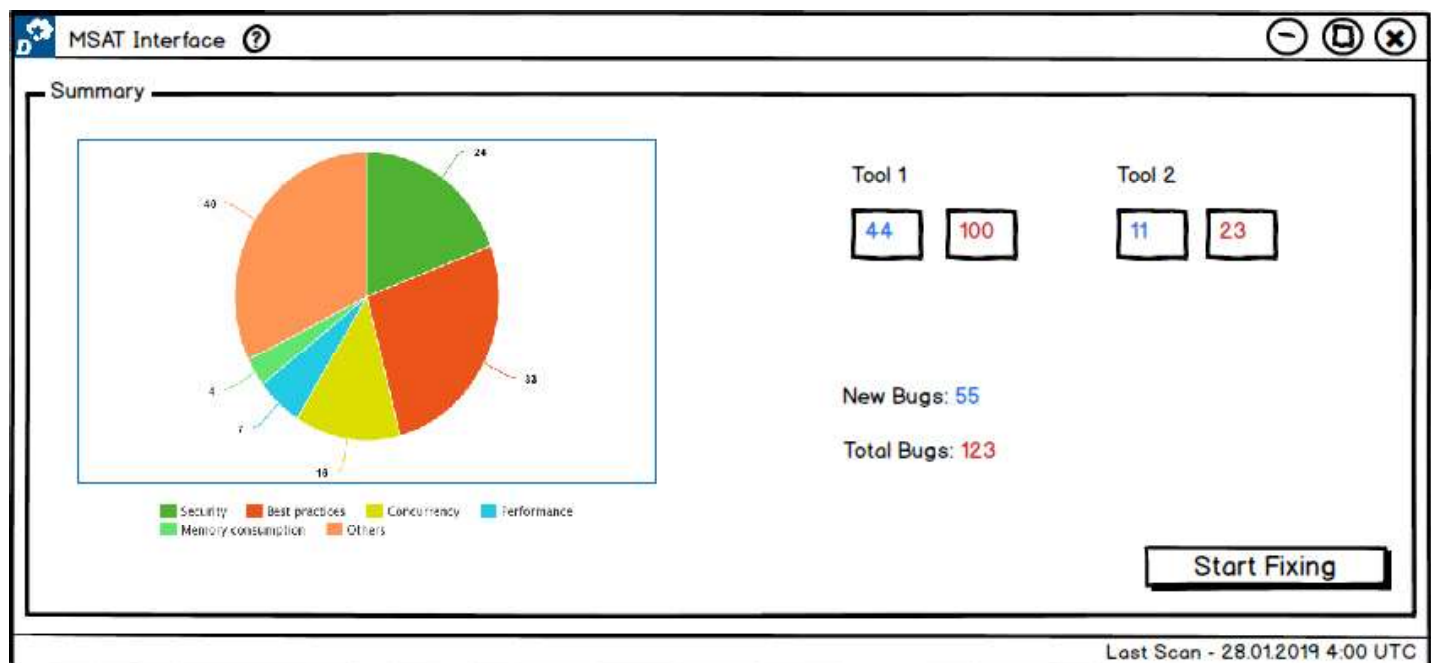 D
MSAT Interface ?
Summary
24
40
33
4
7
16
Security Best practices Concurrency Performance
Memory consumption Others
Tool 1 Tool 2
44 100 11 23
New Bugs: 55
Total Bugs: 123
Start Fixing
Last Scan - 28.01.2019 4:00 UTC